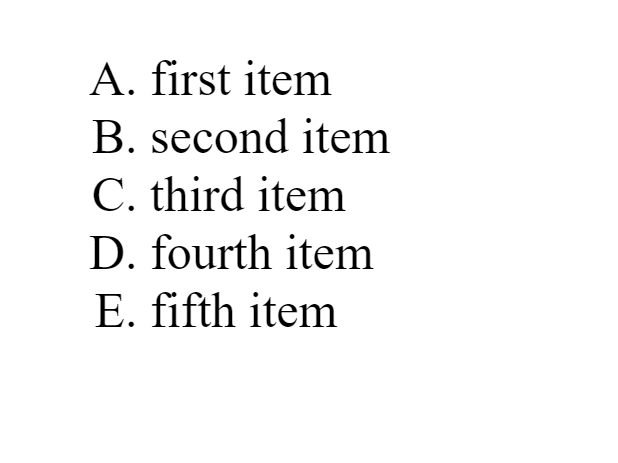 A. first item
B. second item
C. third item
D. fourth item
E. fifth item